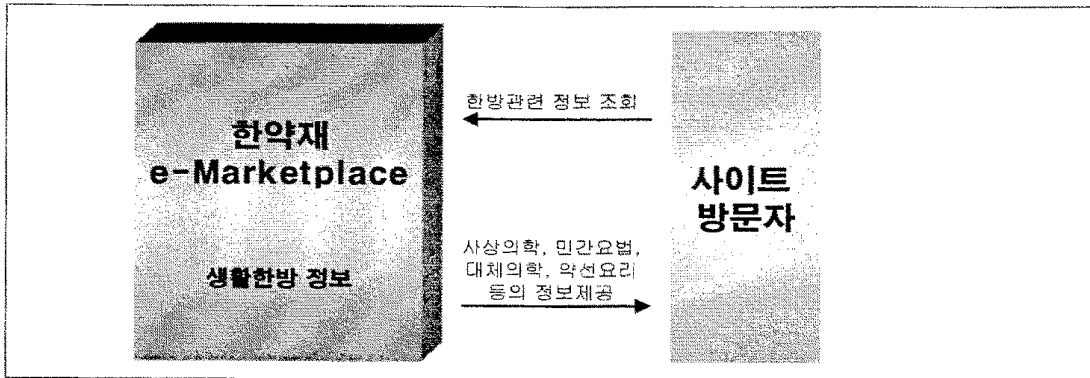 한약재
e-Marketplace
생활한방 정보
한방관련 정보 조회
사상의학, 민간요법,
대체의학, 약선요리
등의 정보제공
사이트
방문자